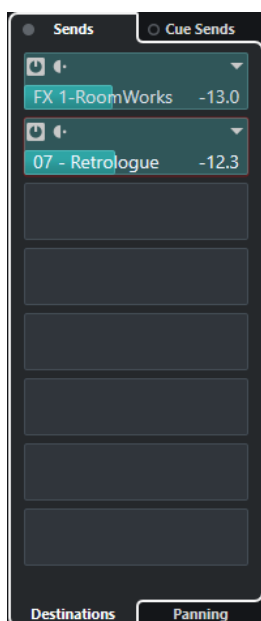 Sends Cue Sends
FX 1-RoomWorks -13.0
07 - Retrologue -12.3
Destinations Panning